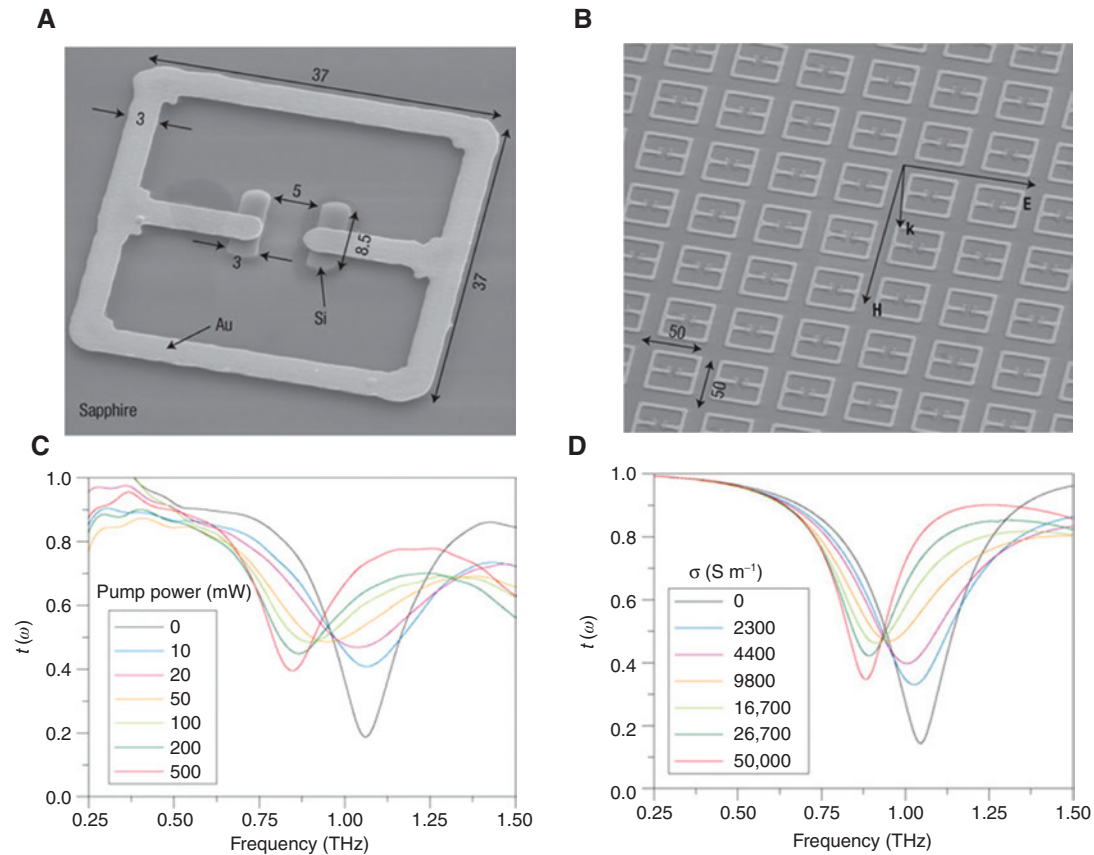 A
37
3
5
8.5
3
37
Au
Si
Sapphire
B
E
k
H
50
50
C
t(ω)
1.0
0.8
0.6
0.4
0.2
0.0
Pump power (mW)
0
10
20
50
100
200
500
0.25 0.50 0.75 1.00 1.25 1.50
Frequency (THz)
D
t(ω)
1.0
0.8
0.6
0.4
0.2
0.0
σ (S m⁻¹)
0
2300
4400
9800
16,700
26,700
50,000
0.25 0.50 0.75 1.00 1.25 1.50
Frequency (THz)